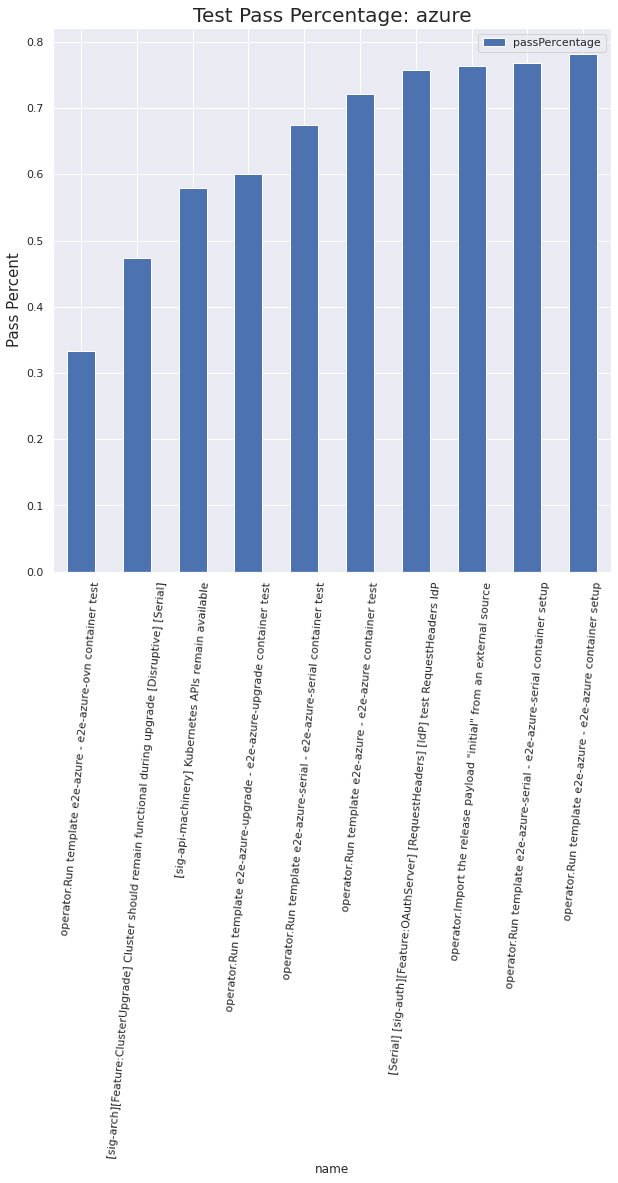 Test Pass Percentage: azure
passPercentage
Pass Percent
0.8
0.7
0.6
0.5
0.4
0.3
0.2
0.1
0.0
operator.Run template e2e-azure - e2e-azure-ovn container test
[sig-arch][Feature:ClusterUpgrade] Cluster should remain functional during upgrade [Disruptive] [Serial]
[sig-api-machinery] Kubernetes APIs remain available
operator.Run template e2e-azure-upgrade - e2e-azure-upgrade container test
operator.Run template e2e-azure-serial - e2e-azure-serial container test
operator.Run template e2e-azure - e2e-azure container test
[Serial] [sig-auth][Feature:OAuthServer] [RequestHeaders] [IdP] test RequestHeaders IdP
operator.Import the release payload "initial" from an external source
operator.Run template e2e-azure-serial - e2e-azure-serial container setup
operator.Run template e2e-azure - e2e-azure container setup
name